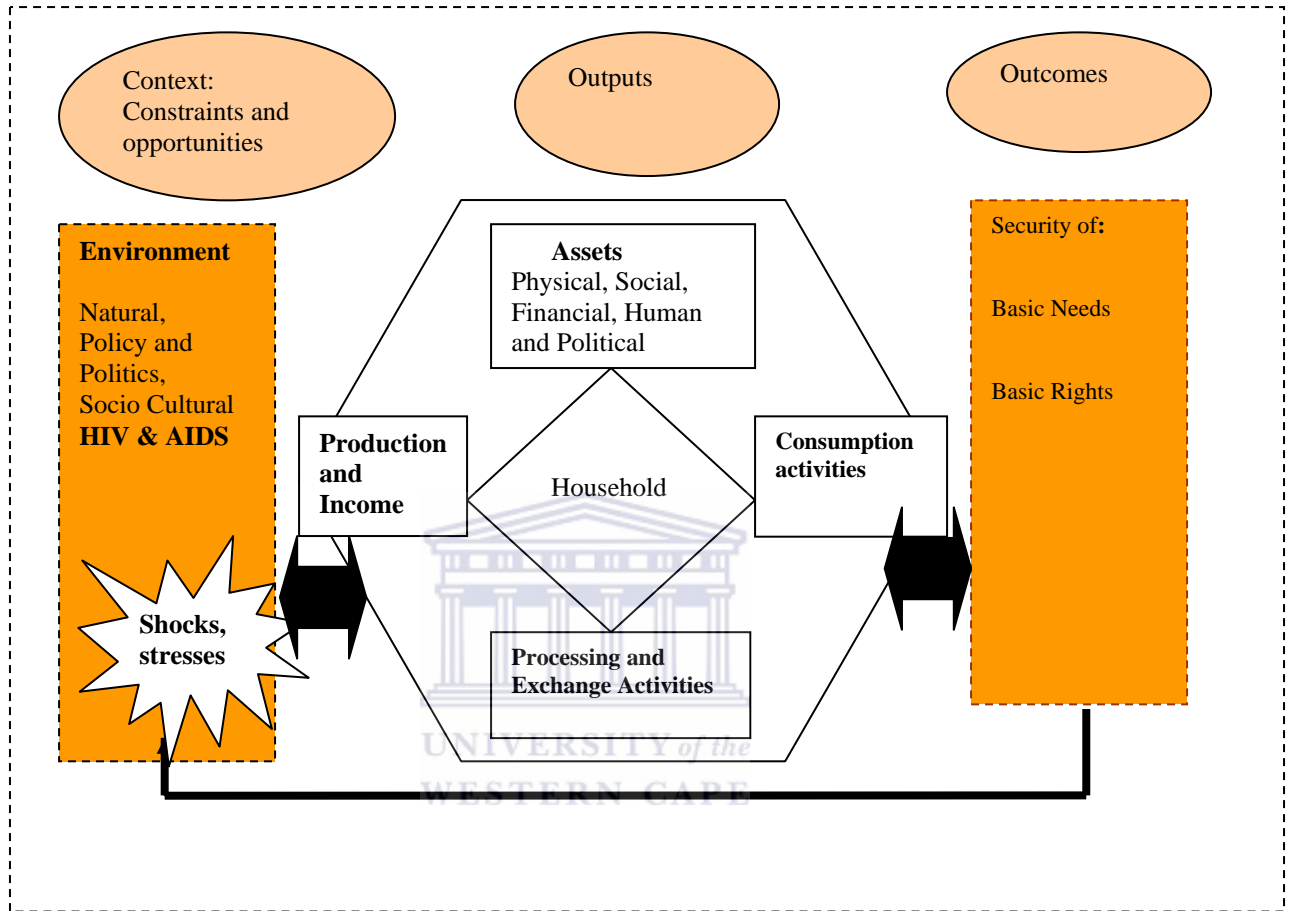 Context:
Constraints and
opportunities
Outputs
Outcomes
Environment
Natural,
Policy and
Politics,
Socio Cultural
HIV & AIDS
Shocks,
stresses
Production
and
Income
Assets
Physical, Social,
Financial, Human
and Political
Household
Consumption
activities
Processing and
Exchange Activities
Security of:
Basic Needs
Basic Rights
UNIVERSITY of the
WESTERN CAPE